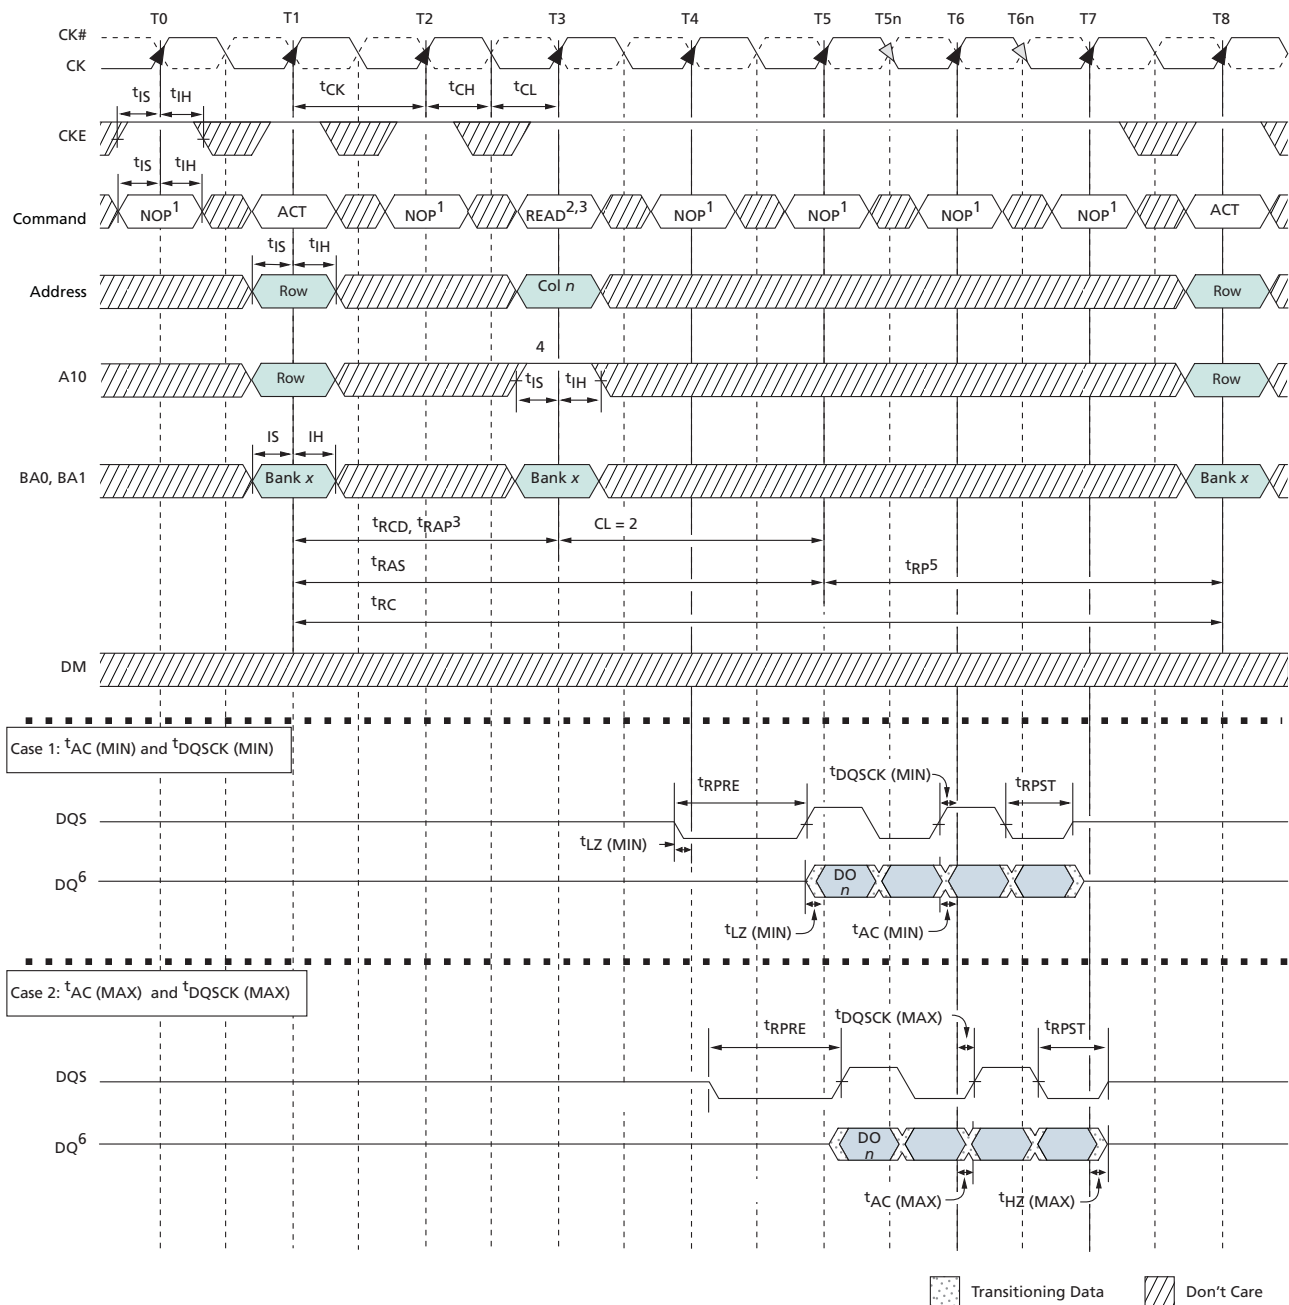 T0 T1 T2 T3 T4 T5 T5n T6 T6n T7 T8
CK#
CK
tCK tCH tCL
tIS tIH
CKE
tIS tIH
Command NOP1 ACT NOP1 READ2,3 NOP1 NOP1 NOP1 NOP1 ACT
tIS tIH
Address Row Col n Row
4
A10 Row tIS tIH Row
IS IH
BA0, BA1 Bank x Bank x Bank x
tRCD, tRAP3 CL = 2
tRAS tRP5
tRC
DM
Case 1: tAC (MIN) and tDQSCK (MIN)
tRPRE tDQSCK (MIN) tRPST
DQS
tLZ (MIN)
DQ6 DO
n
tLZ (MIN) tAC (MIN)
Case 2: tAC (MAX) and tDQSCK (MAX)
tRPRE tDQSCK (MAX) tRPST
DQS
DQ6 DO
n
tAC (MAX) tHZ (MAX)
Transitioning Data Don't Care